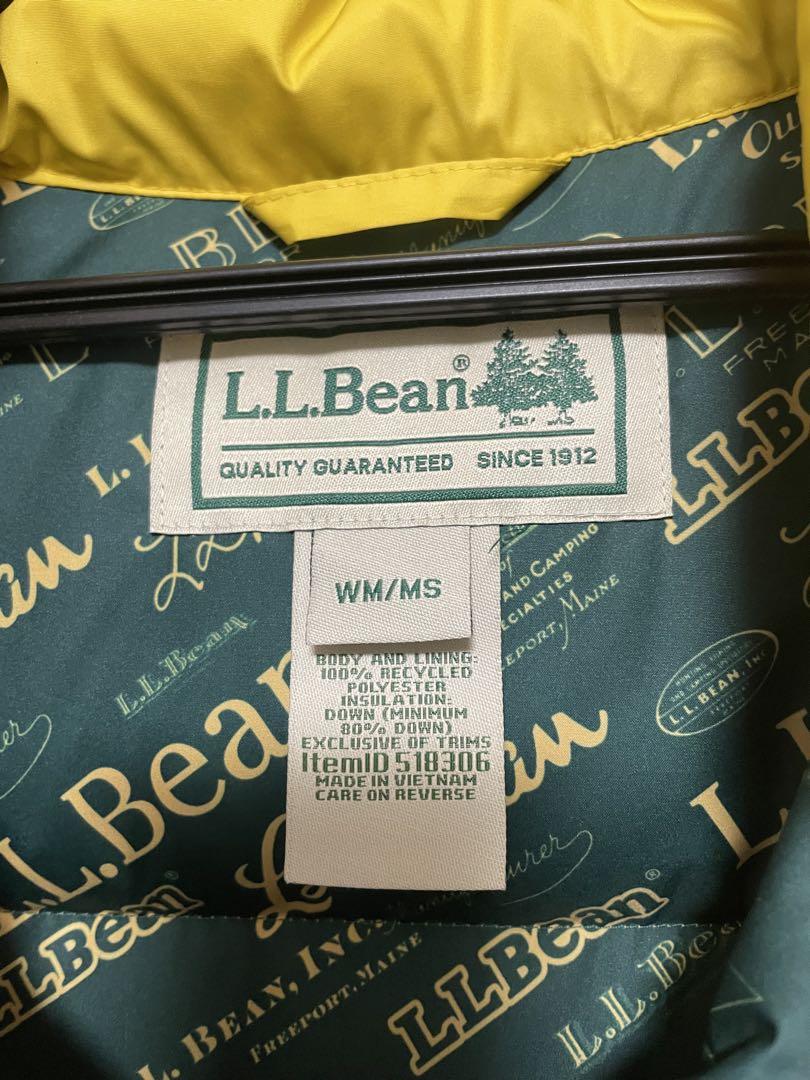 L.L.Bean®
QUALITY GUARANTEED SINCE 1912
WM/MS
BODY AND LINING:
100% RECYCLED
POLYESTER
INSULATION:
DOWN (MINIMUM
80% DOWN)
EXCLUSIVE OF TRIMS
ItemID 518306
MADE IN VIETNAM
CARE ON REVERSE
AND CAMPING
SPECIALTIES
FREEPORT, MAINE
L.L.Bean
L. L. BEAN, INC.
L.L.Bean
L.L.BEAN
L.L.Bean®
L.L.Bean®
L.L.Bean
L. BEAN, INC.
FREEPORT, MAINE